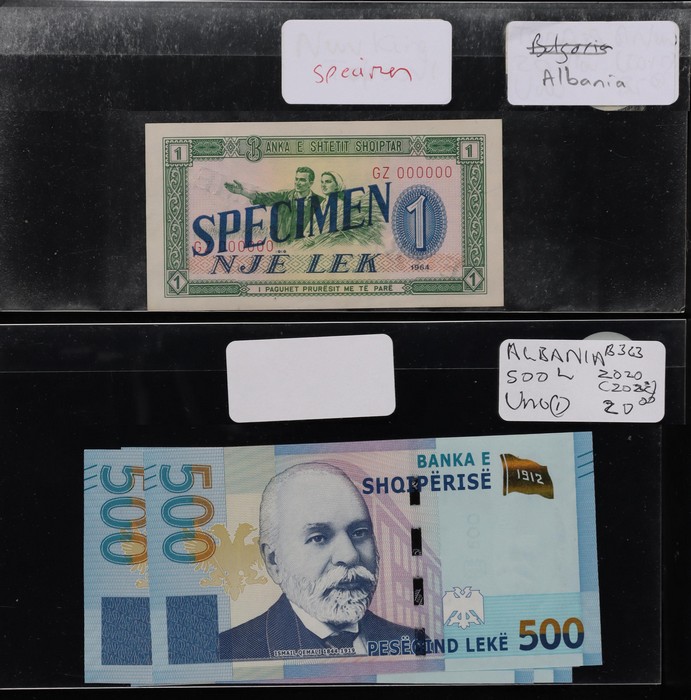 specimen
Bulgaria
Albania
1
BANKA E SHTETIT SHQIPTAR
1
GZ 000000
SPECIMEN
1
NJË LEK
1964
1
I PAGUHET PRURËSIT ME TË PARË
1
ALBANIA B363
500 L 2020
UNC
20 00
500
500
BANKA E
SHQIPËRISË
1912
ISMAIL QEMALI 1844-1919
PESËQIND LEKË 500